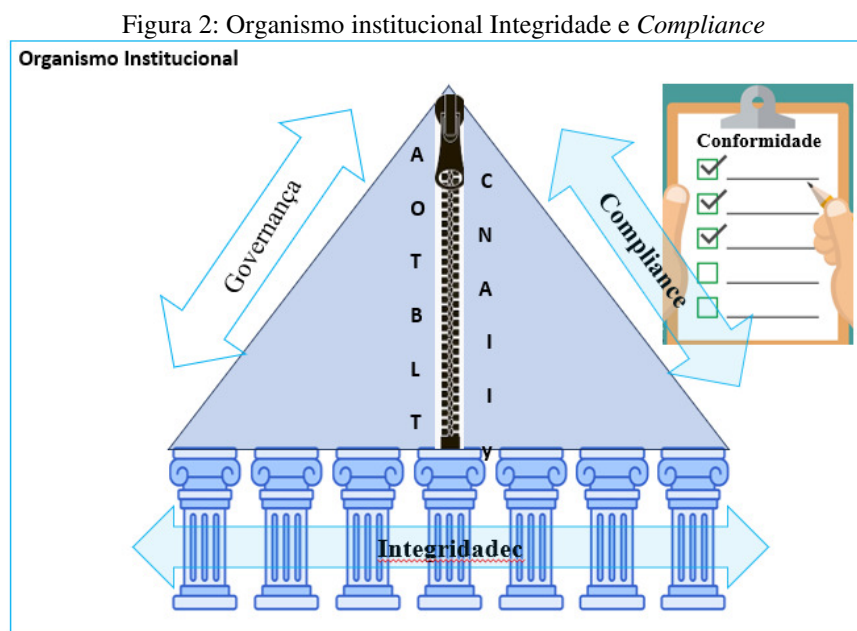 Figura 2: Organismo institucional Integridade e Compliance
Organismo Institucional
Governança
A
O
T
B
L
T
C
N
A
I
I
y
Compliance
Conformidade
Integridadec